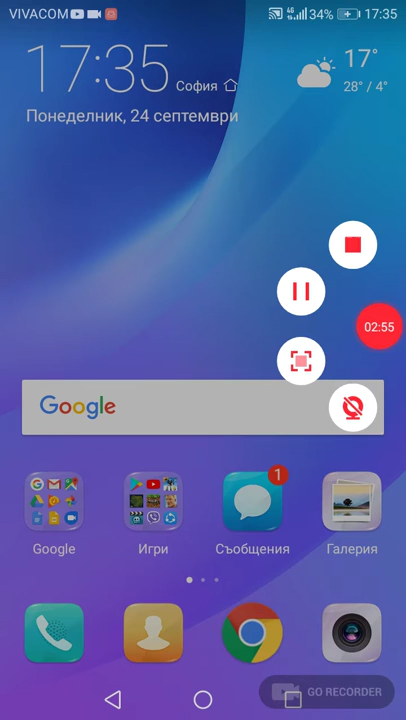 VIVACOM 4G 34% 17:35
17:35 София
17°
28° / 4°
Понеделник, 24 септември
02:55
Google
1
Google Игри Съобщения Галерия
GO RECORDER